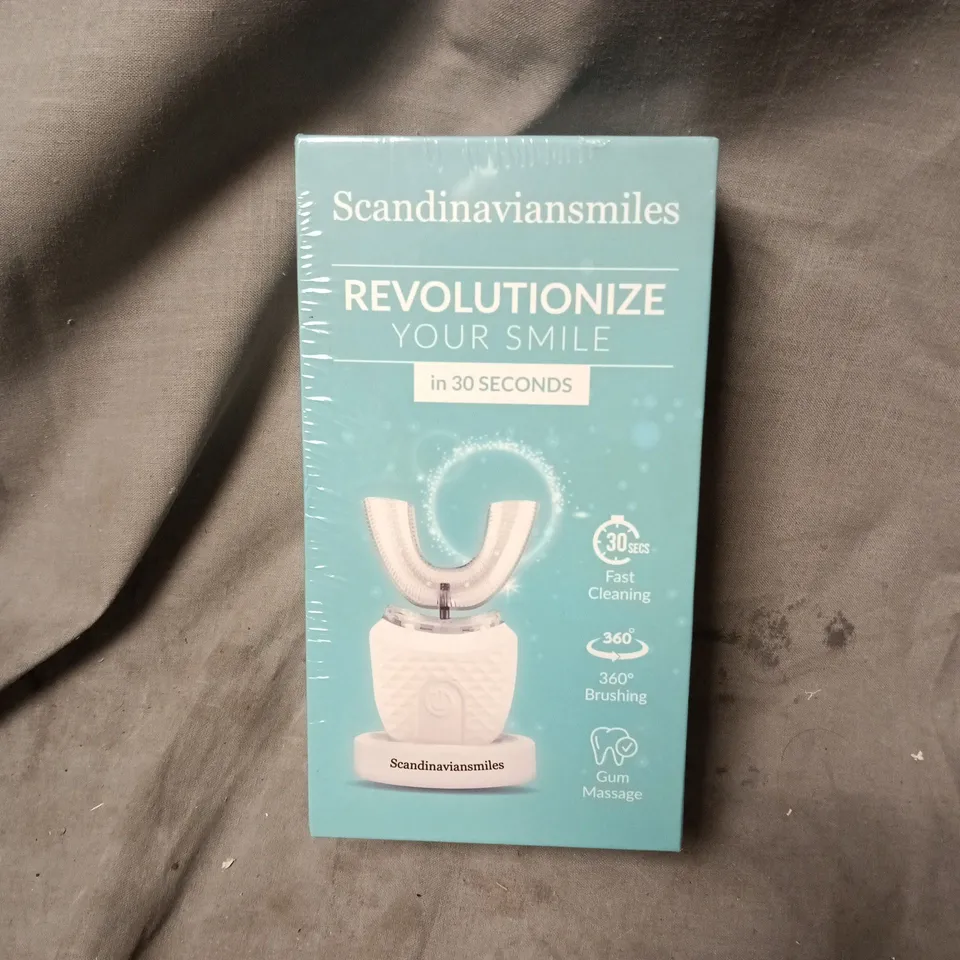 Scandinaviansmiles
REVOLUTIONIZE
YOUR SMILE
in 30 SECONDS
30 SECS
Fast
Cleaning
360°
360°
Brushing
Gum
Massage
Scandinaviansmiles